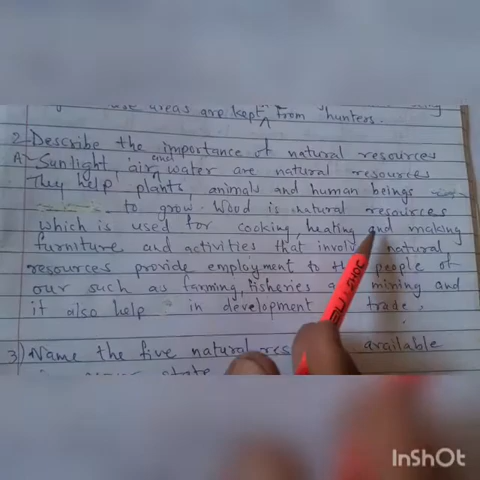 use areas are kept ^ from hunters.
2 Describe the importance of natural resources
A Sunlight, air and water are natural resources
They help plants, animals and human beings
to grow. Wood is natural resources
which is used for cooking, heating and making
furniture and activities that involve natural
resources provide employment to the people of
our such as farming, fisheries and mining and
it also help in development trade.
3) Name the five natural available
state
InShOt